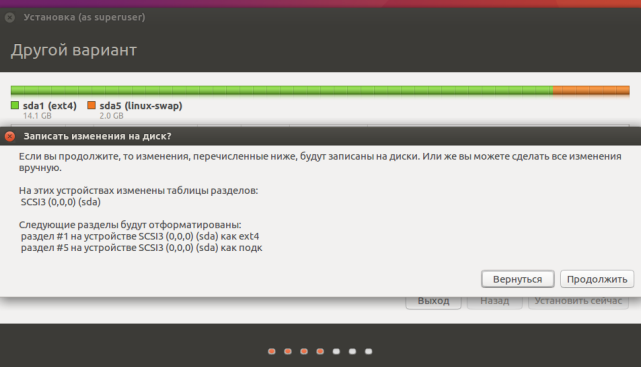 Установка (as superuser)
Другой вариант
sda1 (ext4) sda5 (linux-swap)
14.1 GB 2.0 GB
Записать изменения на диск?
Если вы продолжите, то изменения, перечисленные ниже, будут записаны на диски. Или же вы можете сделать все изменения
вручную.
На этих устройствах изменены таблицы разделов:
SCSI3 (0,0,0) (sda)
Следующие разделы будут отформатированы:
раздел #1 на устройстве SCSI3 (0,0,0) (sda) как ext4
раздел #5 на устройстве SCSI3 (0,0,0) (sda) как подк
Вернуться Продолжить
Выход Назад Установить сейчас